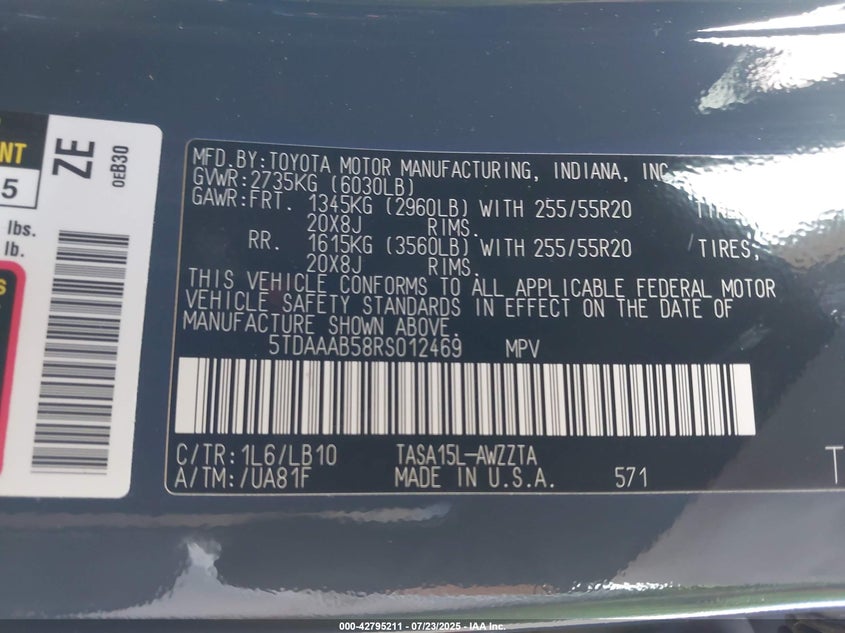 NT
5
lbs.
lb.
S
ZE
0EB30
MFD.BY:TOYOTA MOTOR MANUFACTURING, INDIANA, INC.
GVWR:2735KG (6030LB)
GAWR:FRT. 1345KG (2960LB) WITH 255/55R20 TIRES,
20X8J RIMS.
RR. 1615KG (3560LB) WITH 255/55R20 TIRES,
20X8J RIMS.
THIS VEHICLE CONFORMS TO ALL APPLICABLE FEDERAL MOTOR
VEHICLE SAFETY STANDARDS IN EFFECT ON THE DATE OF
MANUFACTURE SHOWN ABOVE.
5TDAAAB58RS012469 MPV
C/TR:1L6/LB10 TASA15L-AWZZTA
A/TM:/UA81F MADE IN U.S.A. 571
T
000-42795211 - 07/23/2025 - IAA Inc.